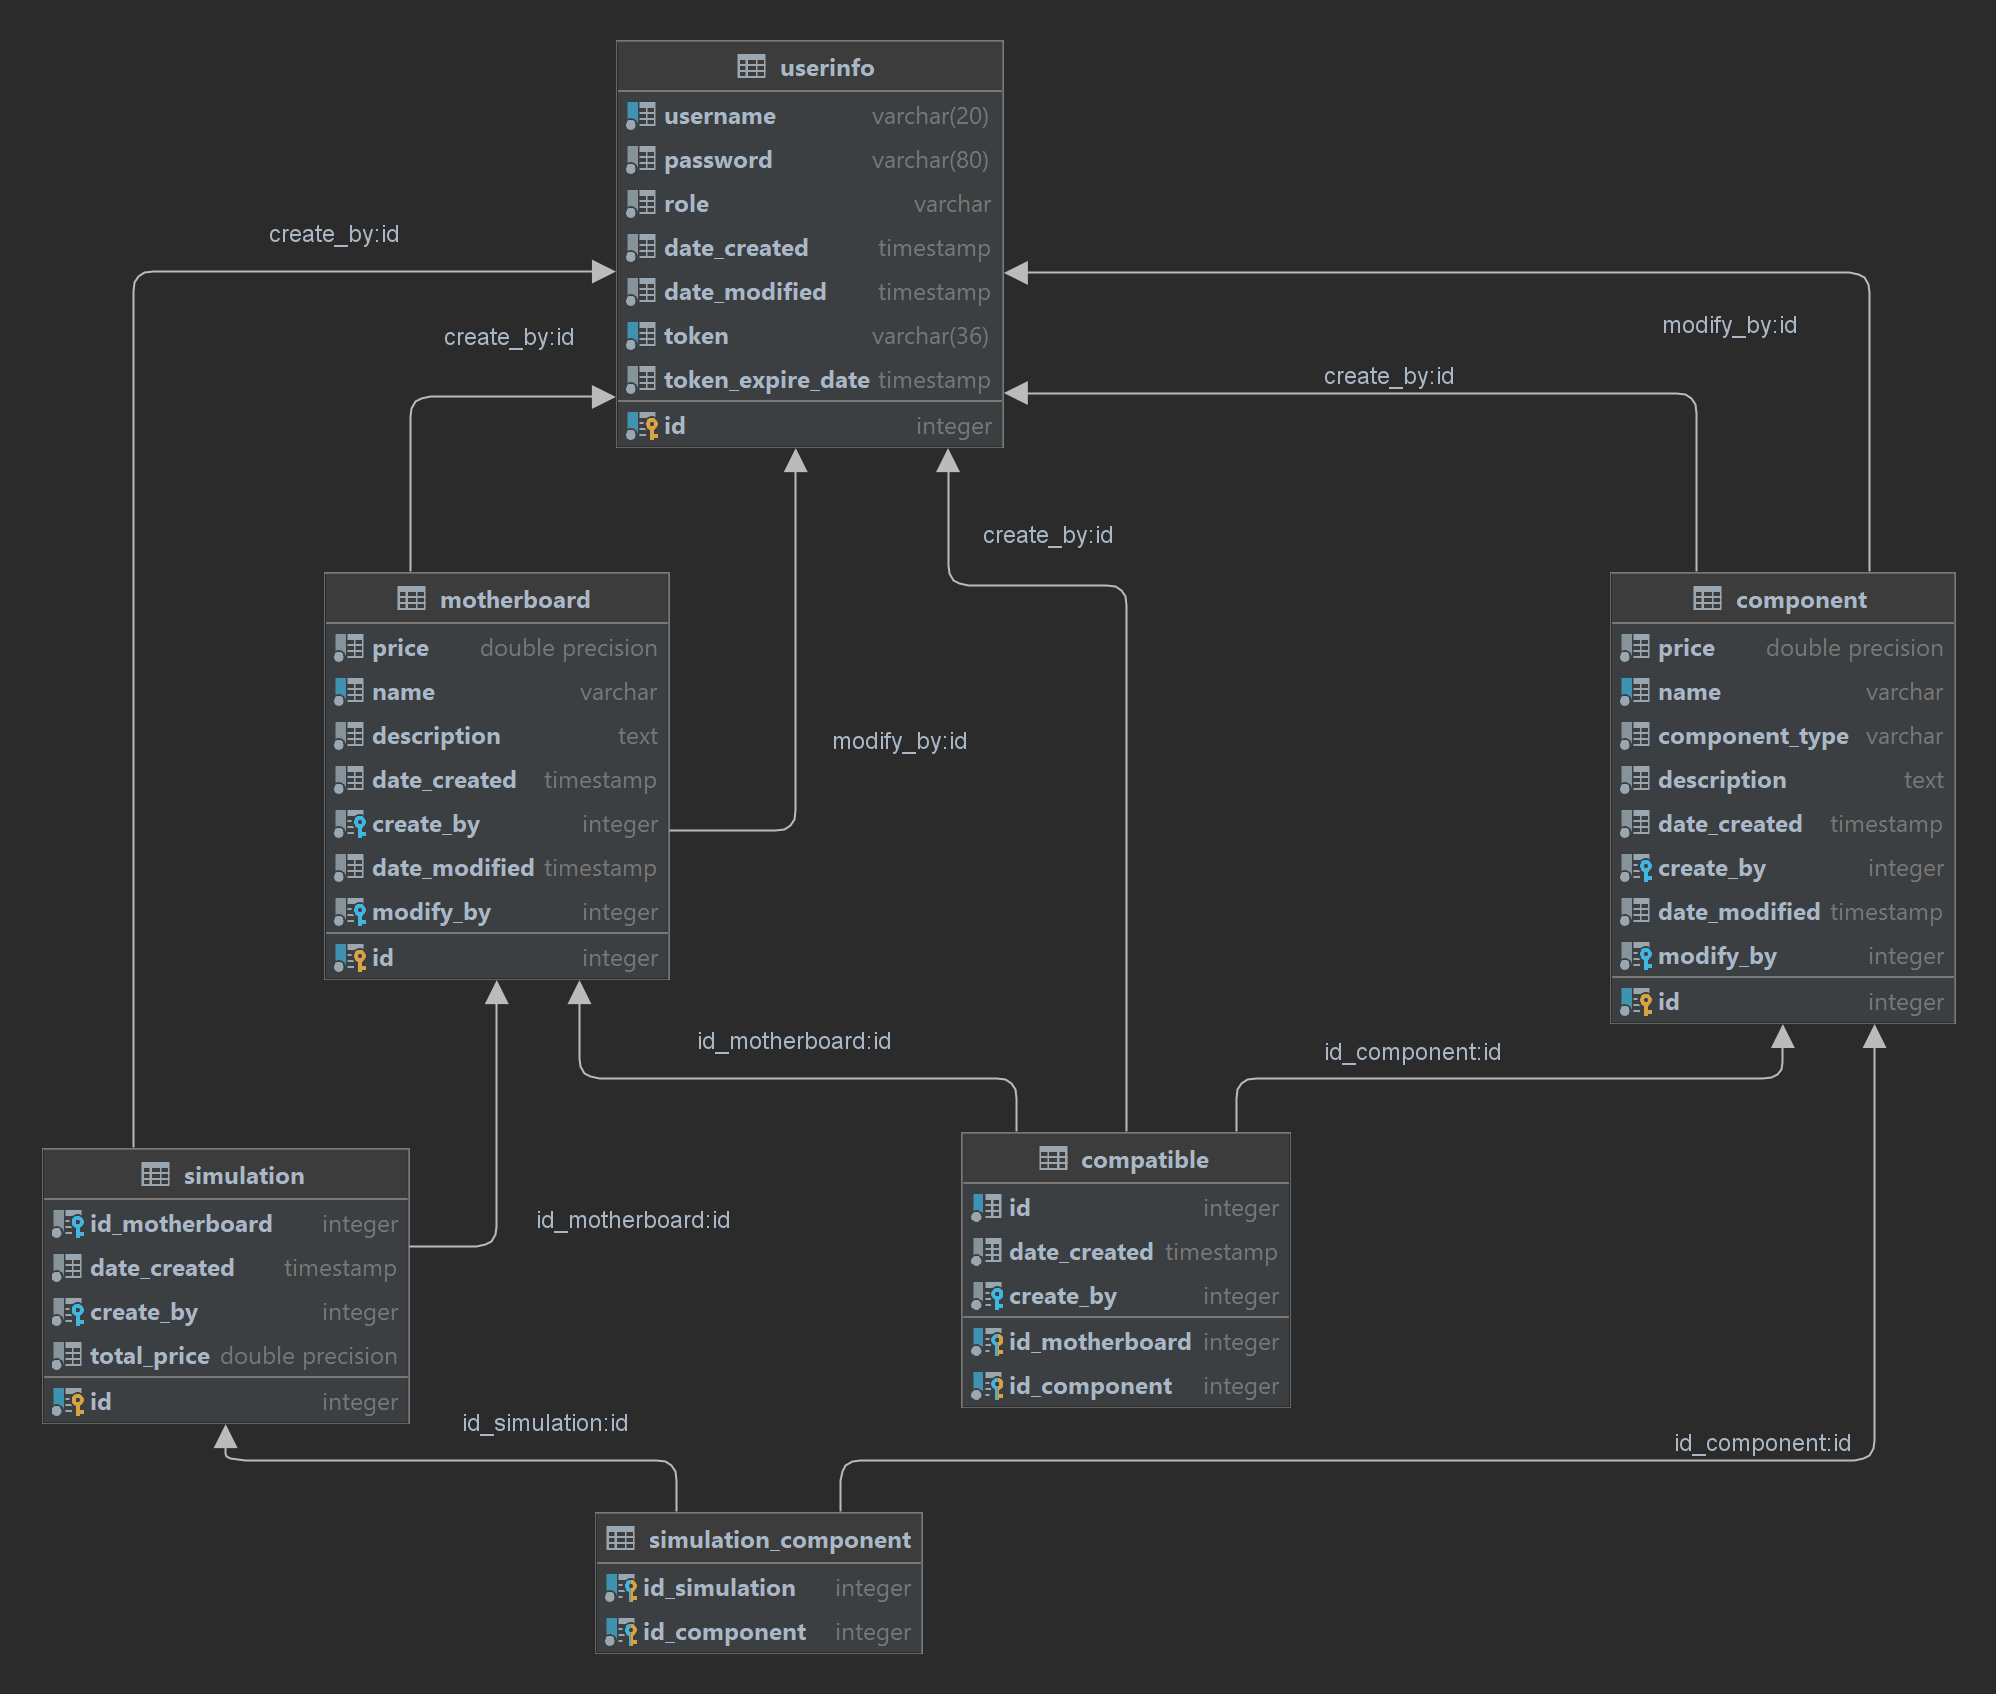 userinfo
username varchar(20)
password varchar(80)
role varchar
date_created timestamp
date_modified timestamp
token varchar(36)
token_expire_date timestamp
id integer
create_by:id
create_by:id
modify_by:id
create_by:id
create_by:id
modify_by:id
motherboard
price double precision
name varchar
description text
date_created timestamp
create_by integer
date_modified timestamp
modify_by integer
id integer
component
price double precision
name varchar
component_type varchar
description text
date_created timestamp
create_by integer
date_modified timestamp
modify_by integer
id integer
id_motherboard:id
id_component:id
simulation
id_motherboard integer
date_created timestamp
create_by integer
total_price double precision
id integer
id_motherboard:id
compatible
id integer
date_created timestamp
create_by integer
id_motherboard integer
id_component integer
id_simulation:id
id_component:id
simulation_component
id_simulation integer
id_component integer